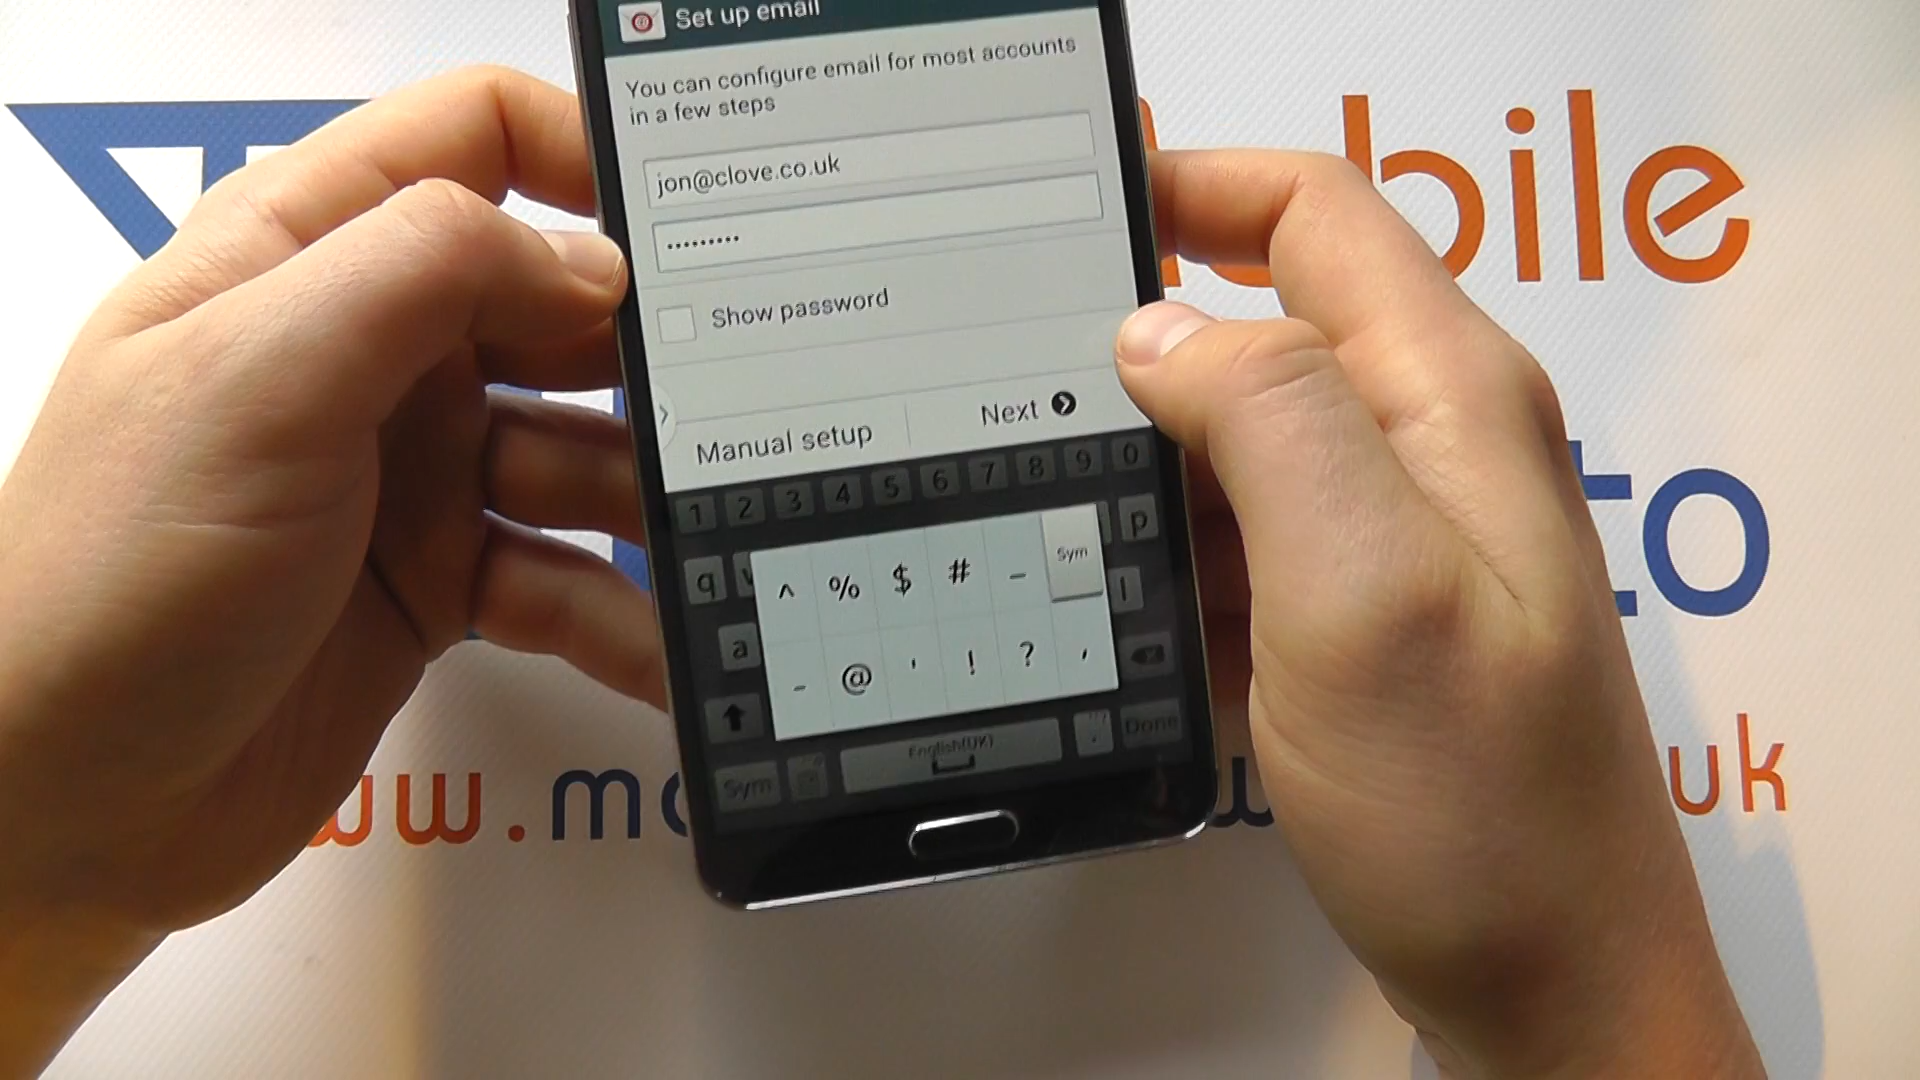 Set up email
You can configure email for most accounts
in a few steps
jon@clove.co.uk
•••••••••
Show password
Manual setup
Next
1 2 3 4 5 6 7 8 9 0
q p
^ % $ # _ Sym
a l
- @ ' ! ? ,
Sym English(UK) Done
bile
to
uk